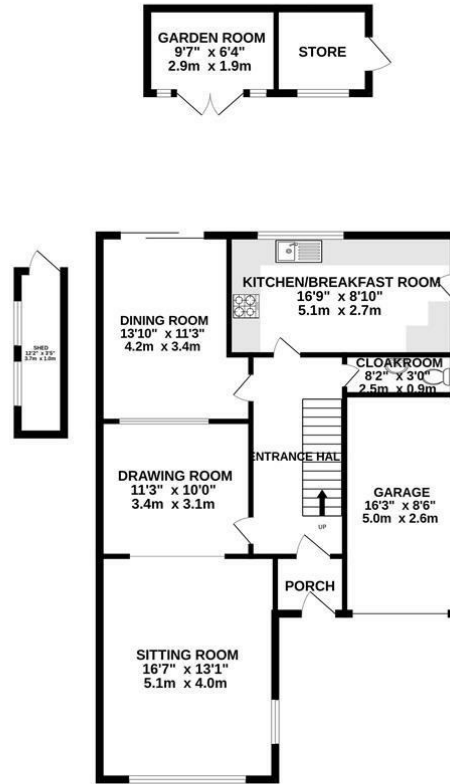 GARDEN ROOM
9'7" x 6'4"
2.9m x 1.9m
STORE
KITCHEN/BREAKFAST ROOM
16'9" x 8'10"
5.1m x 2.7m
DINING ROOM
13'10" x 11'3"
4.2m x 3.4m
SHED
CLOAKROOM
8'2" x 3'0"
2.5m x 0.9m
ENTRANCE HALL
DRAWING ROOM
11'3" x 10'0"
3.4m x 3.1m
GARAGE
16'3" x 8'6"
5.0m x 2.6m
UP
PORCH
SITTING ROOM
16'7" x 13'1"
5.1m x 4.0m